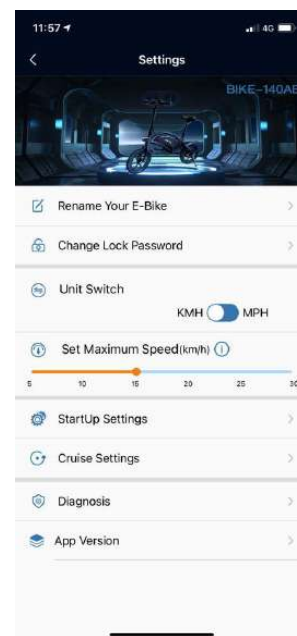 11:57
4G
Settings
BIKE-140AE
Rename Your E-Bike
Change Lock Password
Unit Switch
KMH MPH
Set Maximum Speed(km/h)
5 10 15 20 25 30
StartUp Settings
Cruise Settings
Diagnosis
App Version